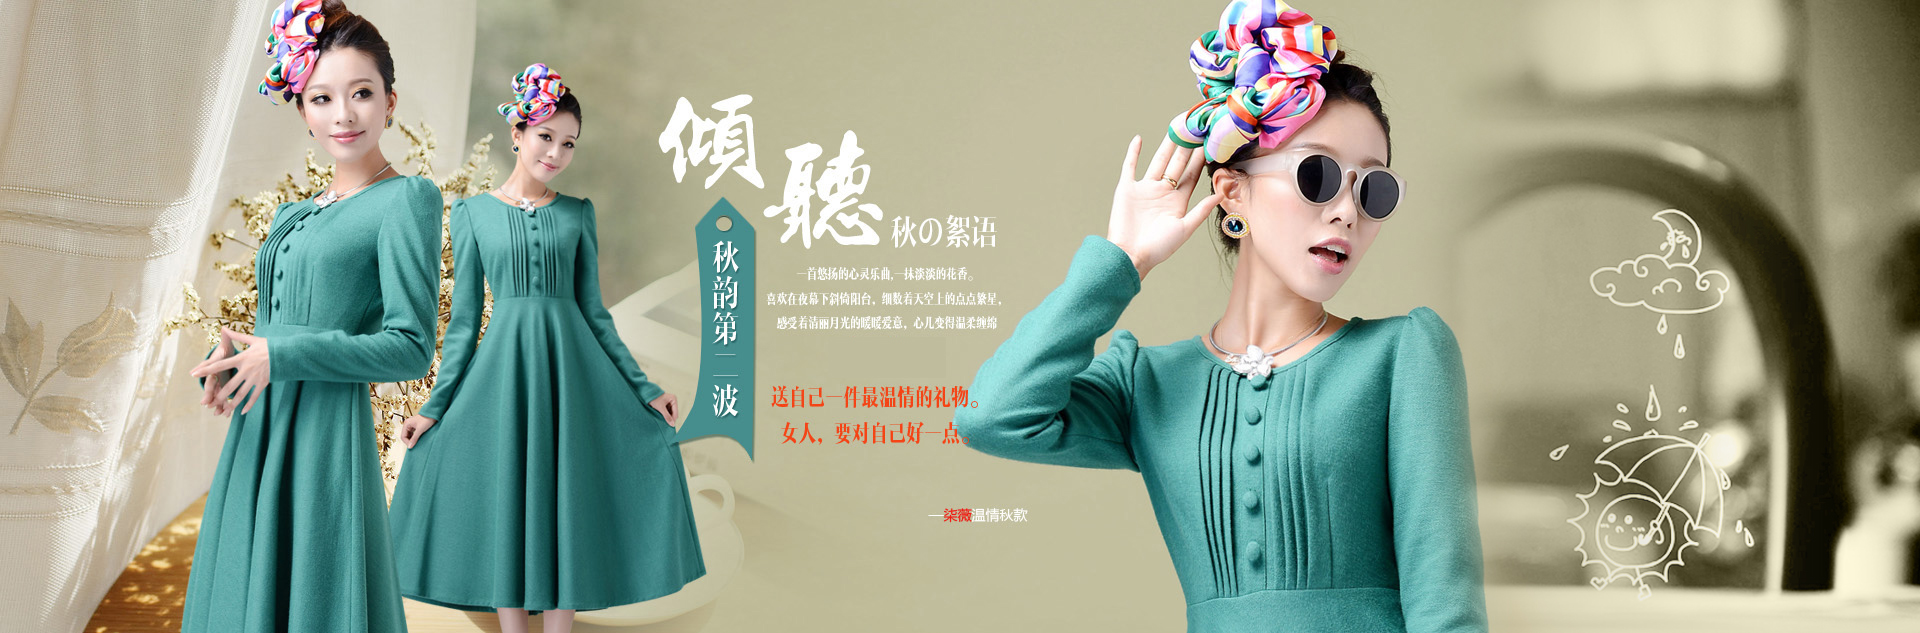 傾聽
秋の絮语
秋韵第二波
一首悠扬的心灵乐曲,一抹淡淡的花香。
喜欢在夜幕下斜倚阳台，细数着天空上的点点繁星，
感受着清丽月光的暖暖爱意，心儿变得温柔缠绵
送自己一件最温情的礼物。
女人，要对自己好一点。
—柒薇温情秋款